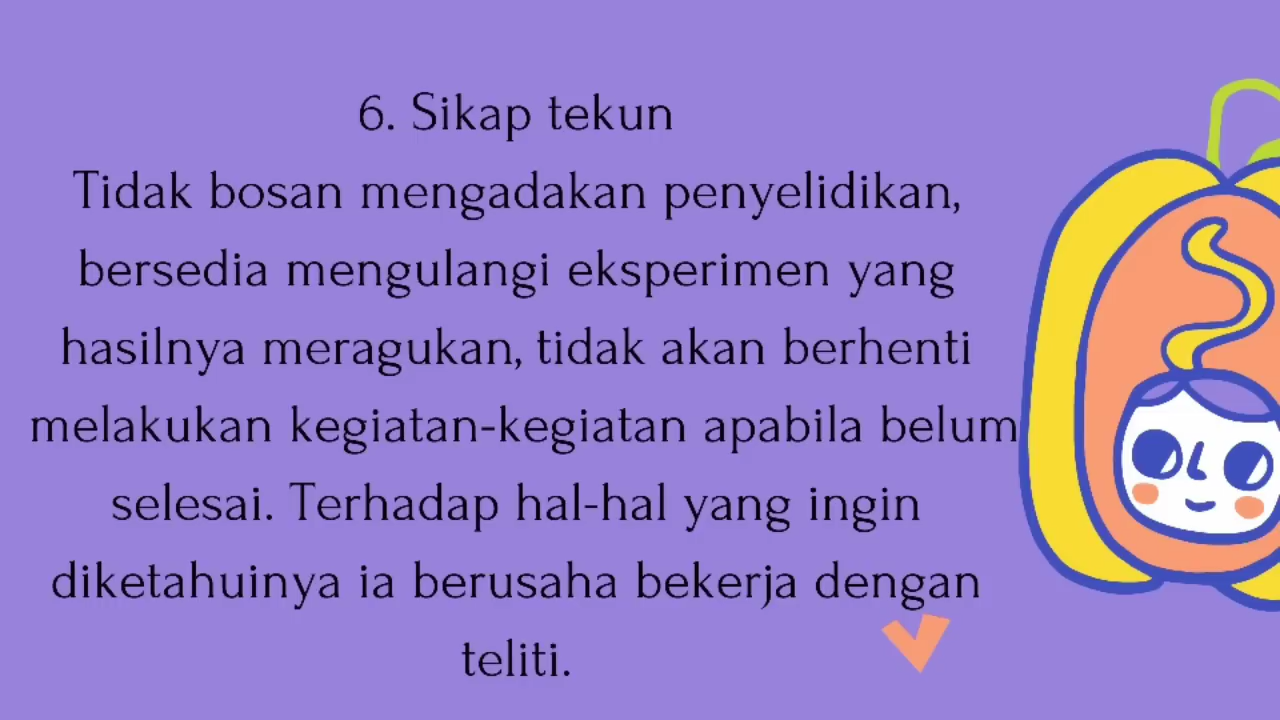 6. Sikap tekun
Tidak bosan mengadakan penyelidikan,
bersedia mengulangi eksperimen yang
hasilnya meragukan, tidak akan berhenti
melakukan kegiatan-kegiatan apabila belum
selesai. Terhadap hal-hal yang ingin
diketahuinya ia berusaha bekerja dengan
teliti.